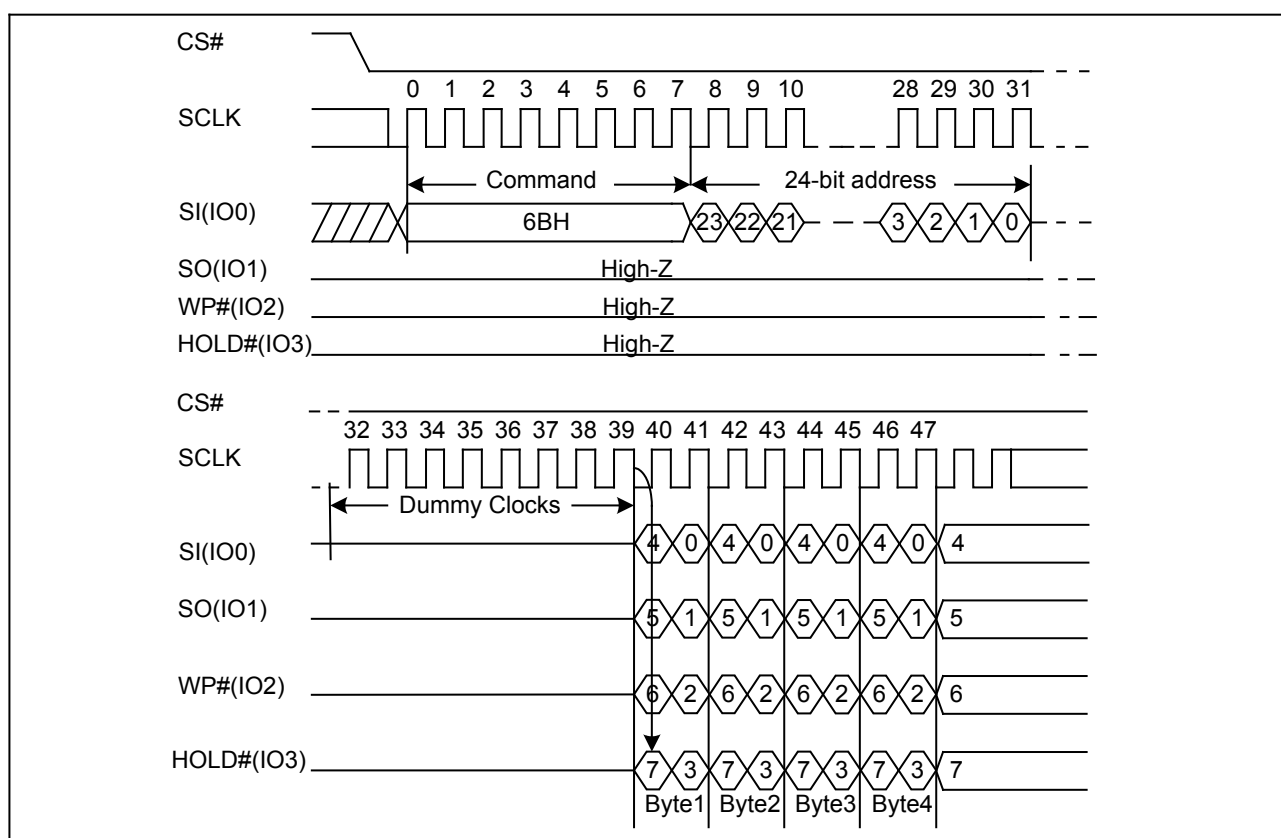 CS#
0 1 2 3 4 5 6 7 8 9 10 28 29 30 31
SCLK
Command 24-bit address
SI(IO0) 6BH 23 22 21 3 2 1 0
SO(IO1) High-Z
WP#(IO2) High-Z
HOLD#(IO3) High-Z
CS#
32 33 34 35 36 37 38 39 40 41 42 43 44 45 46 47
SCLK
Dummy Clocks
SI(IO0) 4 0 4 0 4 0 4 0 4
SO(IO1) 5 1 5 1 5 1 5 1 5
WP#(IO2) 6 2 6 2 6 2 6 2 6
HOLD#(IO3) 7 3 7 3 7 3 7 3 7
Byte1 Byte2 Byte3 Byte4